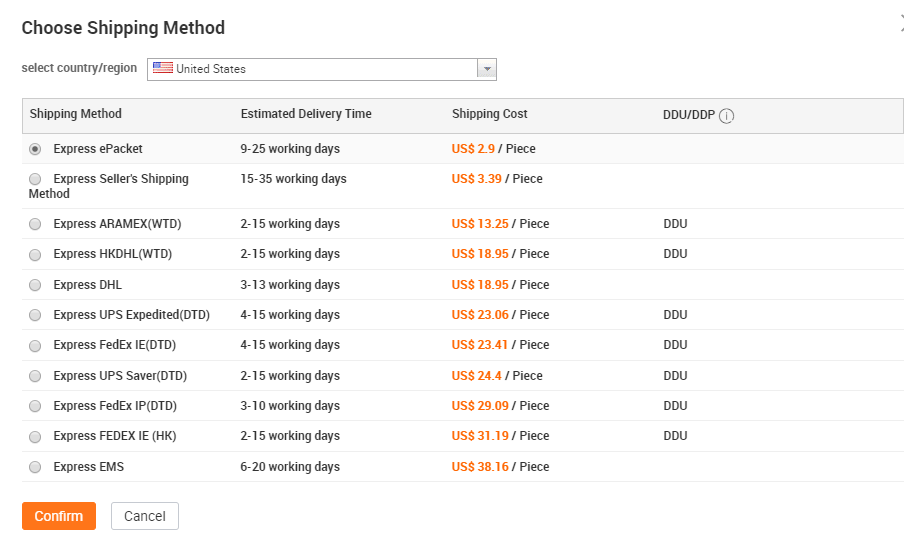 Choose Shipping Method
select country/region United States
Shipping Method Estimated Delivery Time Shipping Cost DDU/DDP i
Express ePacket 9-25 working days US$ 2.9 / Piece
Express Seller's Shipping 15-35 working days US$ 3.39 / Piece
Method
Express ARAMEX(WTD) 2-15 working days US$ 13.25 / Piece DDU
Express HKDHL(WTD) 2-15 working days US$ 18.95 / Piece DDU
Express DHL 3-13 working days US$ 18.95 / Piece
Express UPS Expedited(DTD) 4-15 working days US$ 23.06 / Piece DDU
Express FedEx IE(DTD) 4-15 working days US$ 23.41 / Piece DDU
Express UPS Saver(DTD) 2-15 working days US$ 24.4 / Piece DDU
Express FedEx IP(DTD) 3-10 working days US$ 29.09 / Piece DDU
Express FEDEX IE (HK) 2-15 working days US$ 31.19 / Piece DDU
Express EMS 6-20 working days US$ 38.16 / Piece
Confirm Cancel